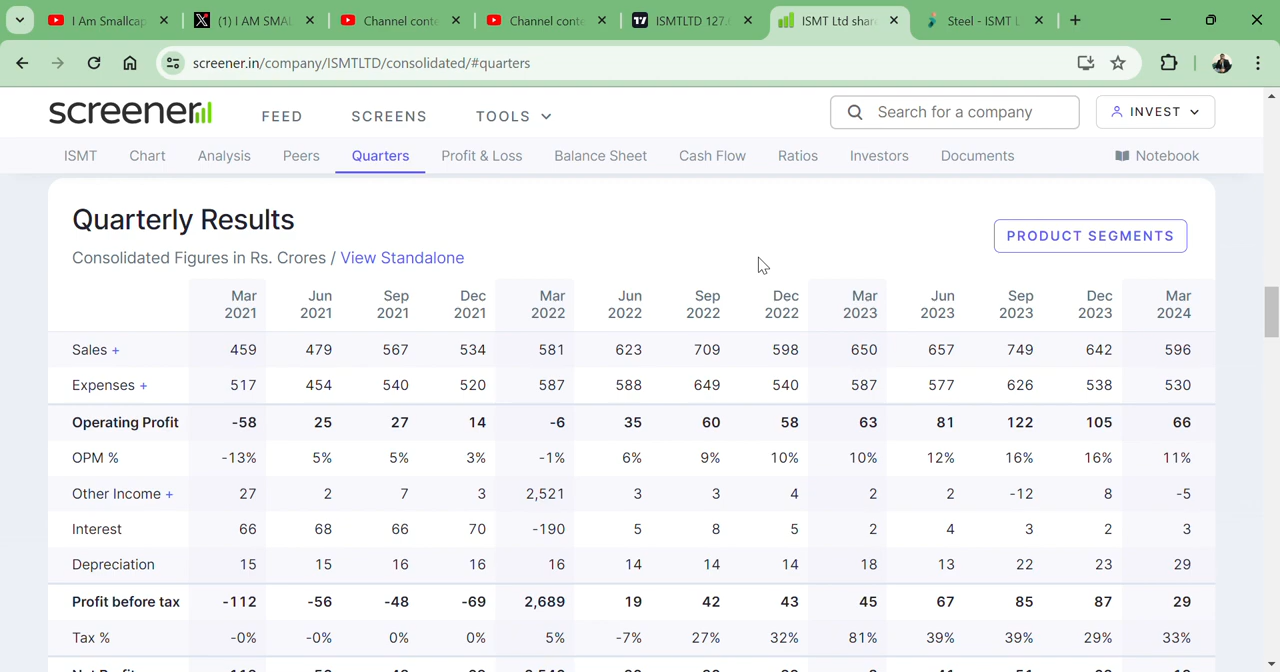 I Am Smallcap
(1) I AM SMAL
Channel conte
Channel conte
ISMTLTD 127.
ISMT Ltd share
Steel - ISMT L
screener.in/company/ISMTLTD/consolidated/#quarters
screener
FEED SCREENS TOOLS
Search for a company
INVEST
ISMT Chart Analysis Peers Quarters Profit & Loss Balance Sheet Cash Flow Ratios Investors Documents Notebook
Quarterly Results
PRODUCT SEGMENTS
Consolidated Figures in Rs. Crores / View Standalone
Mar Jun Sep Dec Mar Jun Sep Dec Mar Jun Sep Dec Mar
2021 2021 2021 2021 2022 2022 2022 2022 2023 2023 2023 2023 2024
Sales + 459 479 567 534 581 623 709 598 650 657 749 642 596
Expenses + 517 454 540 520 587 588 649 540 587 577 626 538 530
Operating Profit -58 25 27 14 -6 35 60 58 63 81 122 105 66
OPM % -13% 5% 5% 3% -1% 6% 9% 10% 10% 12% 16% 16% 11%
Other Income + 27 2 7 3 2,521 3 3 4 2 2 -12 8 -5
Interest 66 68 66 70 -190 5 8 5 2 4 3 2 3
Depreciation 15 15 16 16 16 14 14 14 18 13 22 23 29
Profit before tax -112 -56 -48 -69 2,689 19 42 43 45 67 85 87 29
Tax % -0% -0% 0% 0% 5% -7% 27% 32% 81% 39% 39% 29% 33%